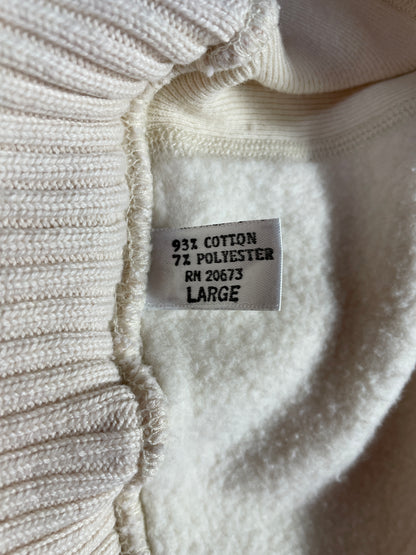 93% COTTON
7% POLYESTER
RN 20673
LARGE